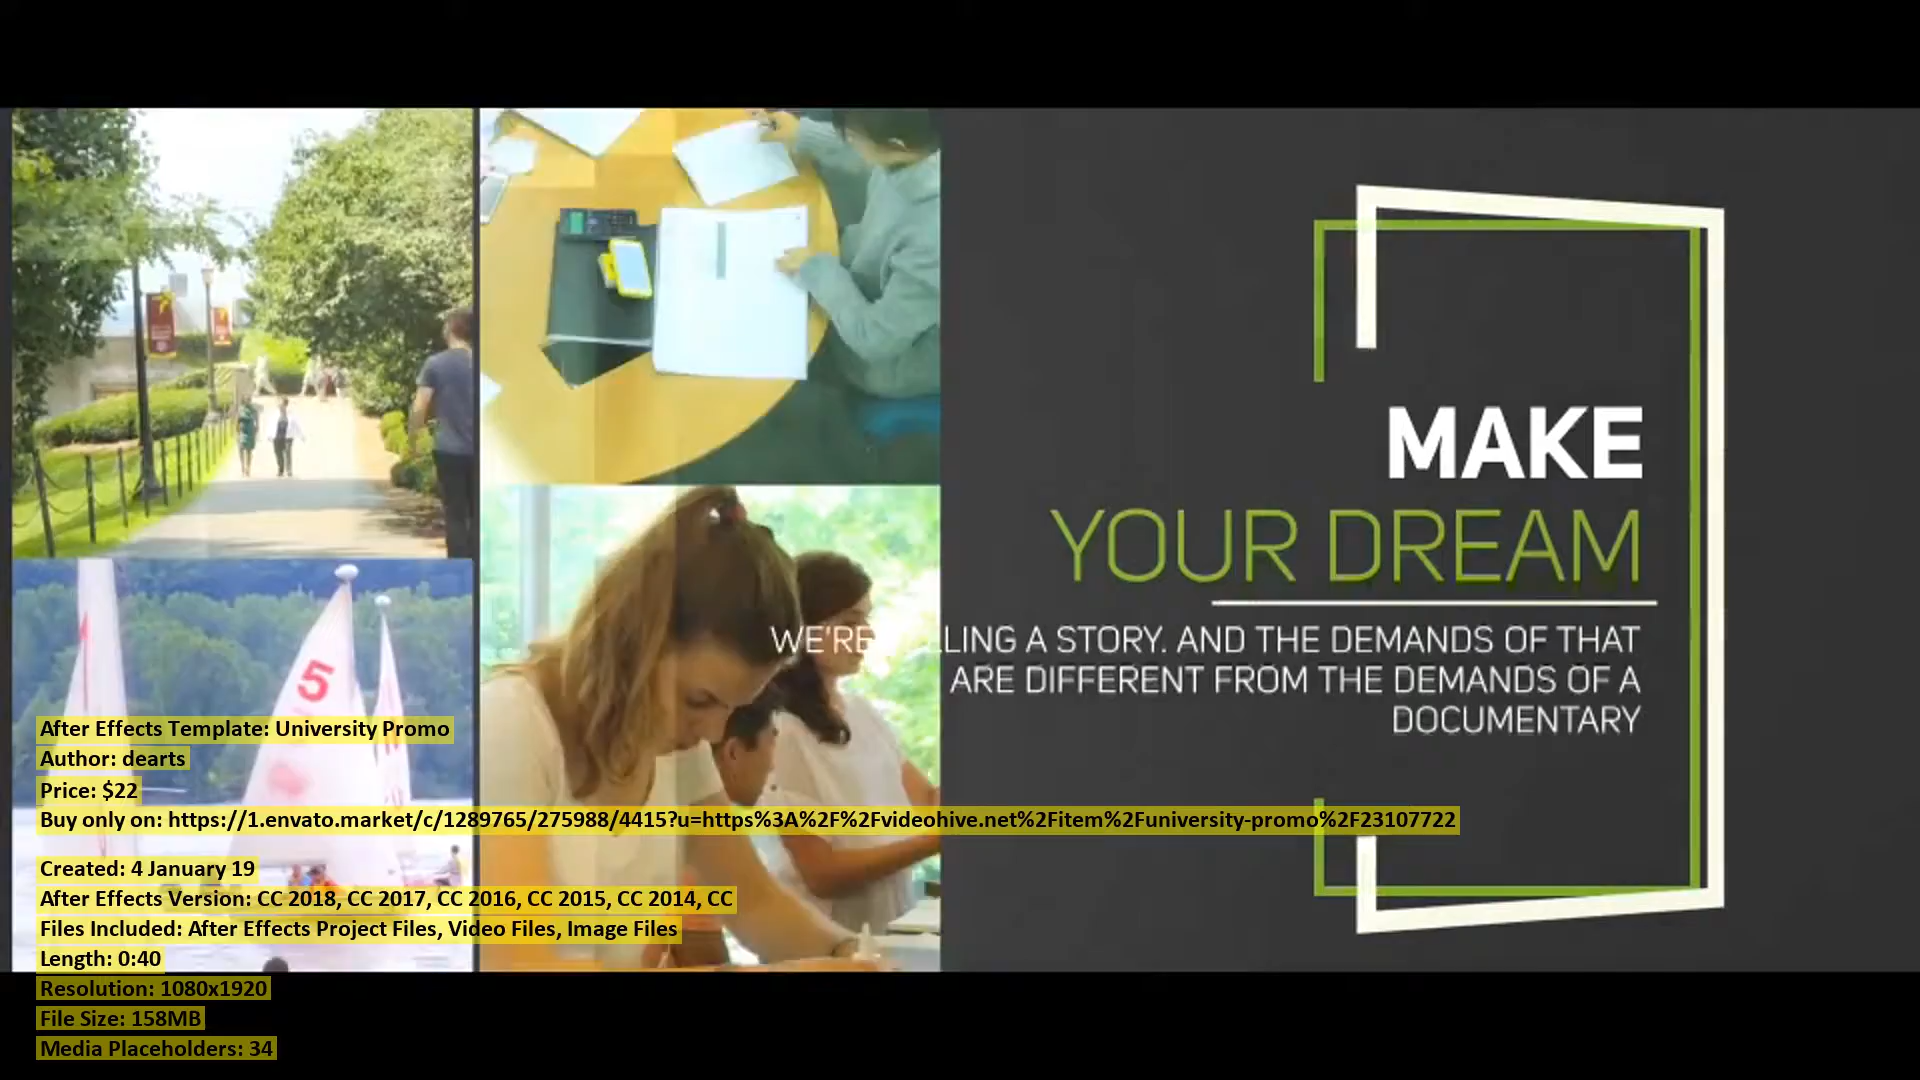 MAKE
YOUR DREAM
WE'RE LLING A STORY. AND THE DEMANDS OF THAT
ARE DIFFERENT FROM THE DEMANDS OF A
DOCUMENTARY
5
After Effects Template: University Promo
Author: dearts
Price: $22
Buy only on: https://1.envato.market/c/1289765/275988/4415?u=https%3A%2F%2Fvideohive.net%2Fitem%2Funiversity-promo%2F23107722
Created: 4 January 19
After Effects Version: CC 2018, CC 2017, CC 2016, CC 2015, CC 2014, CC
Files Included: After Effects Project Files, Video Files, Image Files
Length: 0:40
Resolution: 1080x1920
File Size: 158MB
Media Placeholders: 34